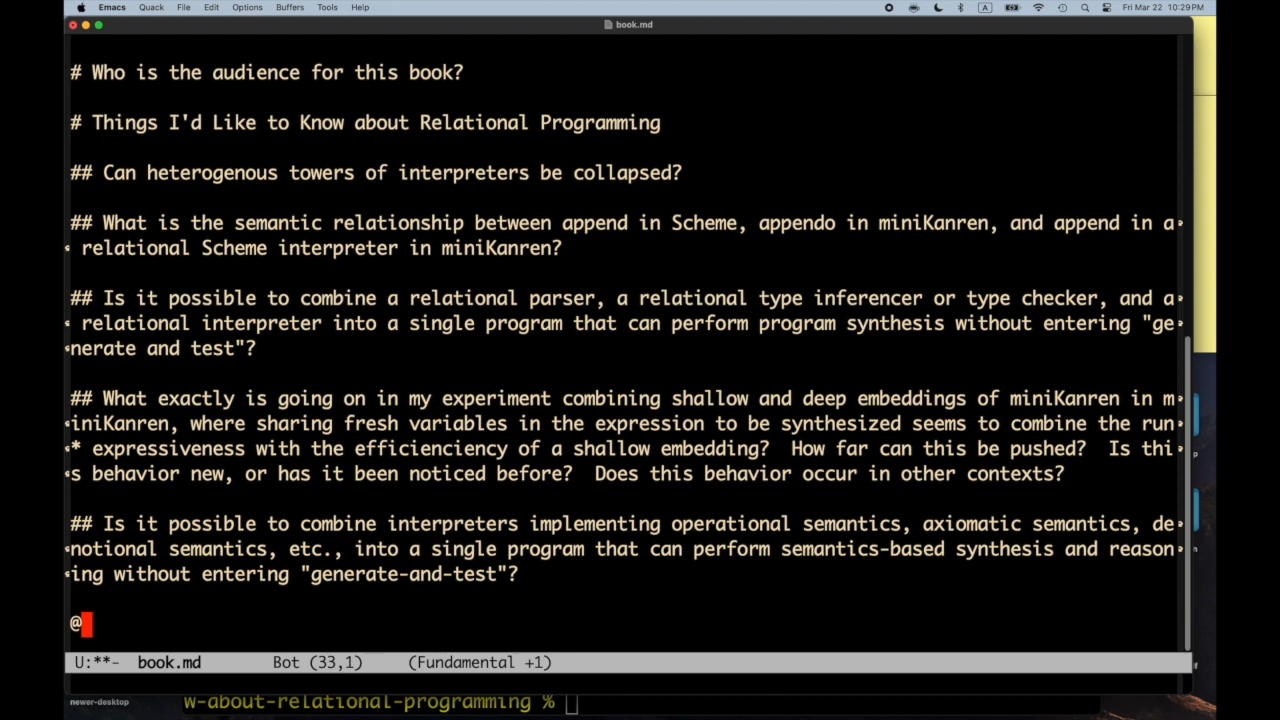 Emacs Quack File Edit Options Buffers Tools Help
A
Fri Mar 22 10:29 PM
book.md
# Who is the audience for this book?
# Things I'd Like to Know about Relational Programming
## Can heterogenous towers of interpreters be collapsed?
## What is the semantic relationship between append in Scheme, appendo in miniKanren, and append in a
relational Scheme interpreter in miniKanren?
## Is it possible to combine a relational parser, a relational type inferencer or type checker, and a
relational interpreter into a single program that can perform program synthesis without entering "ge
nerate and test"?
## What exactly is going on in my experiment combining shallow and deep embeddings of miniKanren in m
iniKanren, where sharing fresh variables in the expression to be synthesized seems to combine the run
* expressiveness with the efficienciency of a shallow embedding?  How far can this be pushed?  Is thi
s behavior new, or has it been noticed before?  Does this behavior occur in other contexts?
## Is it possible to combine interpreters implementing operational semantics, axiomatic semantics, de
notional semantics, etc., into a single program that can perform semantics-based synthesis and reason
ing without entering "generate-and-test"?
@
U:**-  book.md       Bot (33,1)     (Fundamental +1)
newer-desktop
w-about-relational-programming %